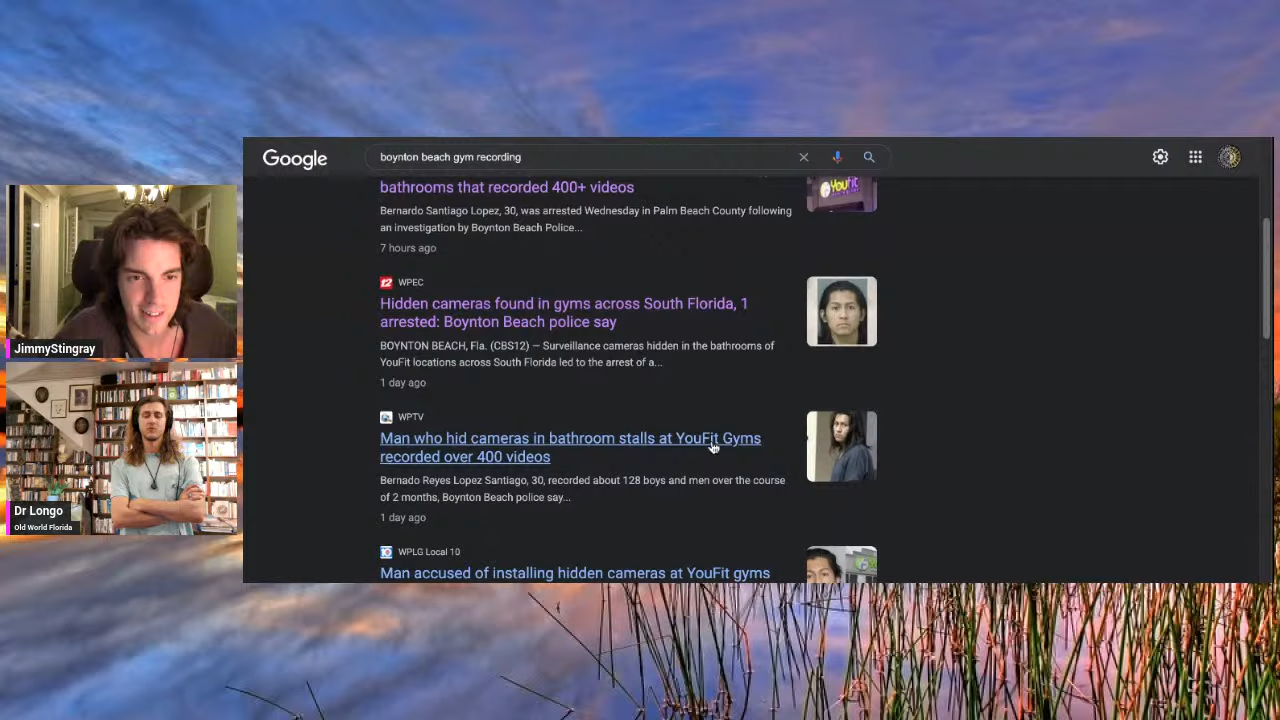 Google
boynton beach gym recording
bathrooms that recorded 400+ videos
Youfit
Bernardo Santiago Lopez, 30, was arrested Wednesday in Palm Beach County following
an investigation by Boynton Beach Police...
7 hours ago
12 WPEC
Hidden cameras found in gyms across South Florida, 1
arrested: Boynton Beach police say
BOYNTON BEACH, Fla. (CBS12) — Surveillance cameras hidden in the bathrooms of
YouFit locations across South Florida led to the arrest of a...
1 day ago
WPTV
Man who hid cameras in bathroom stalls at YouFit Gyms
recorded over 400 videos
Bernado Reyes Lopez Santiago, 30, recorded about 128 boys and men over the course
of 2 months, Boynton Beach police say...
1 day ago
10 WPLG Local 10
Man accused of installing hidden cameras at YouFit gyms
JimmyStingray
Dr Longo
Old World Florida